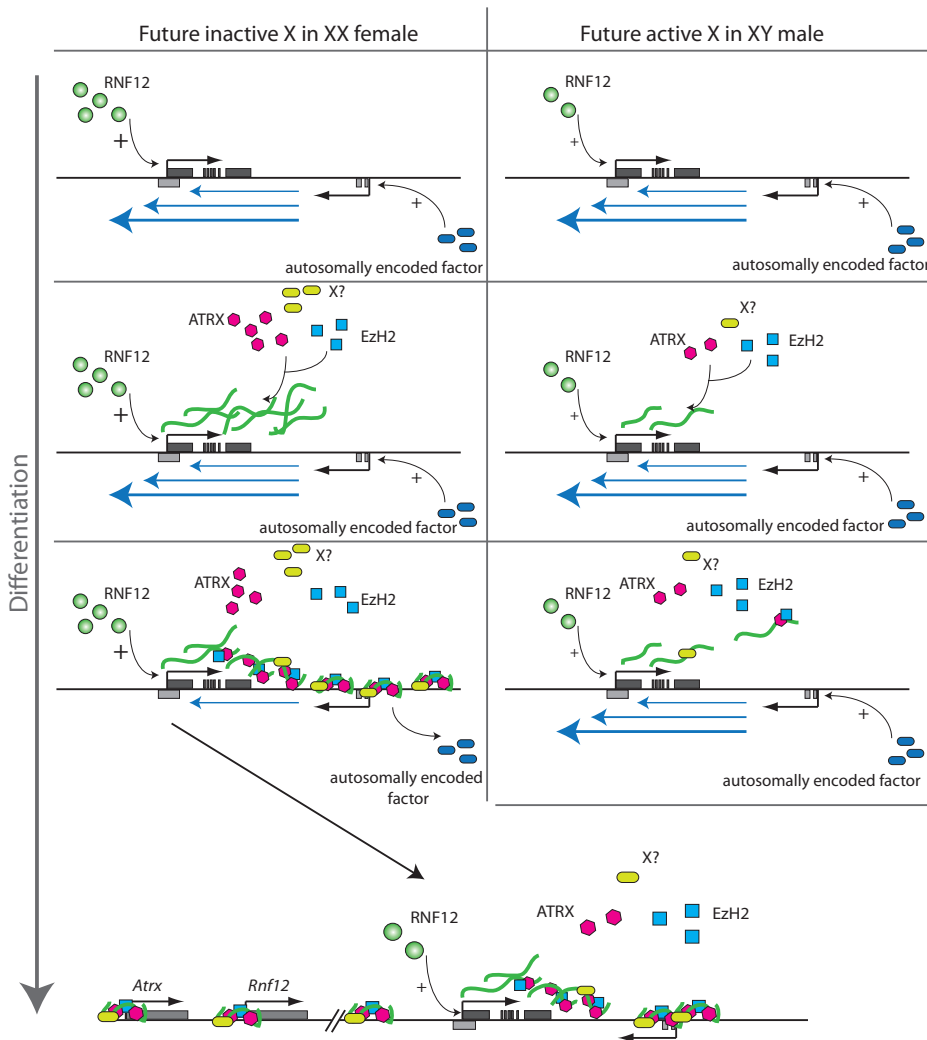 Future inactive X in XX female
Future active X in XY male
Differentiation
RNF12
+
+
autosomally encoded factor
RNF12
+
+
autosomally encoded factor
X?
ATRX
EzH2
RNF12
+
+
autosomally encoded factor
X?
ATRX
EzH2
RNF12
+
+
autosomally encoded factor
X?
ATRX
EzH2
RNF12
+
autosomally encoded
factor
X?
ATRX
EzH2
RNF12
+
+
autosomally encoded factor
X?
ATRX
EzH2
RNF12
+
Atrx
Rnf12